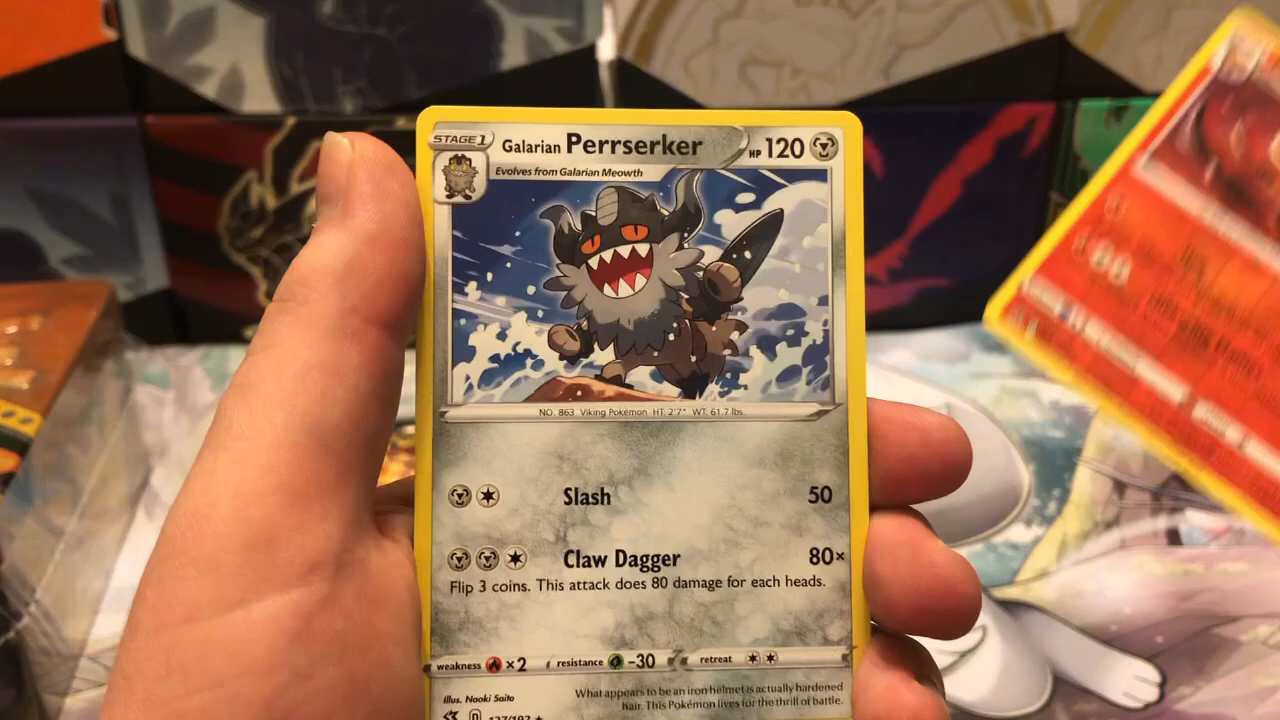 STAGE 1
Galarian Perrserker HP 120
Evolves from Galarian Meowth
NO. 863 Viking Pokémon HT: 2'7" WT: 61.7 lbs.
Slash 50
Claw Dagger 80×
Flip 3 coins. This attack does 80 damage for each heads.
weakness ×2 resistance -30 retreat
Illus. Naoki Saito
What appears to be an iron helmet is actually hardened
hair. This Pokémon lives for the thrill of battle.
D 127/192 ★